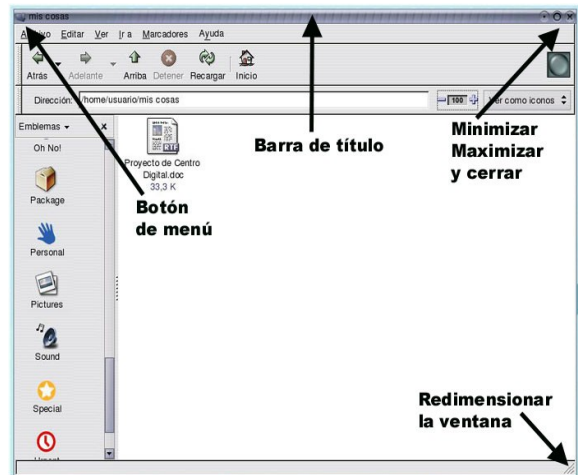 mis cosas
Archivo Editar Ver Ir a Marcadores Ayuda
Atrás Adelante Arriba Detener Recargar Inicio
Dirección: /home/usuario/mis cosas 100 Ver como iconos
Emblemas x
Oh No!
Package
Personal
Pictures
Sound
Special
Urgent
RTF
Proyecto de Centro
Digital.doc
33,3 K
Barra de título
Minimizar
Maximizar
y cerrar
Botón
de menú
Redimensionar
la ventana